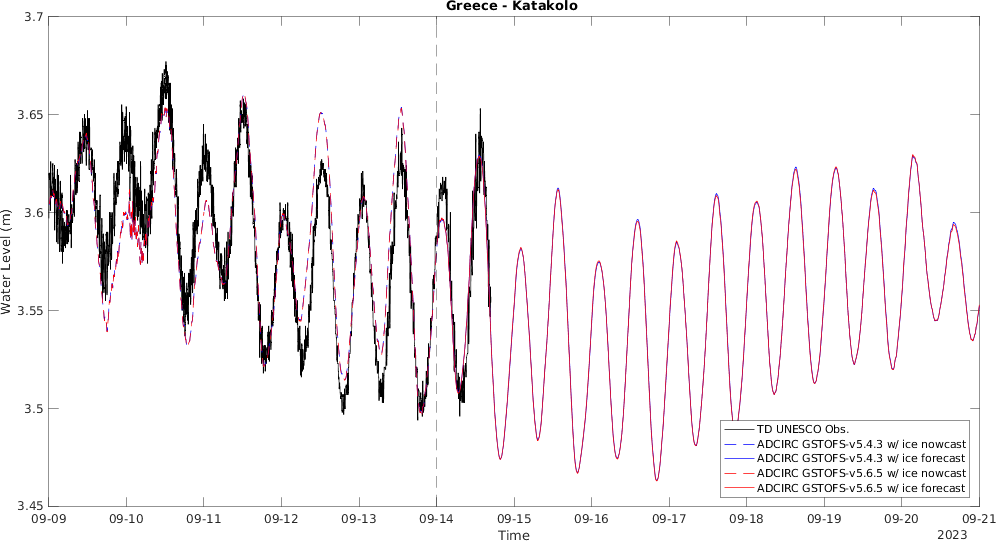 Greece - Katakolo
3.7
3.65
3.6
3.55
3.5
3.45
Water Level (m)
TD UNESCO Obs.
ADCIRC GSTOFS-v5.4.3 w/ ice nowcast
ADCIRC GSTOFS-v5.4.3 w/ ice forecast
ADCIRC GSTOFS-v5.6.5 w/ ice nowcast
ADCIRC GSTOFS-v5.6.5 w/ ice forecast
09-09 09-10 09-11 09-12 09-13 09-14 09-15 09-16 09-17 09-18 09-19 09-20 09-21
Time
2023